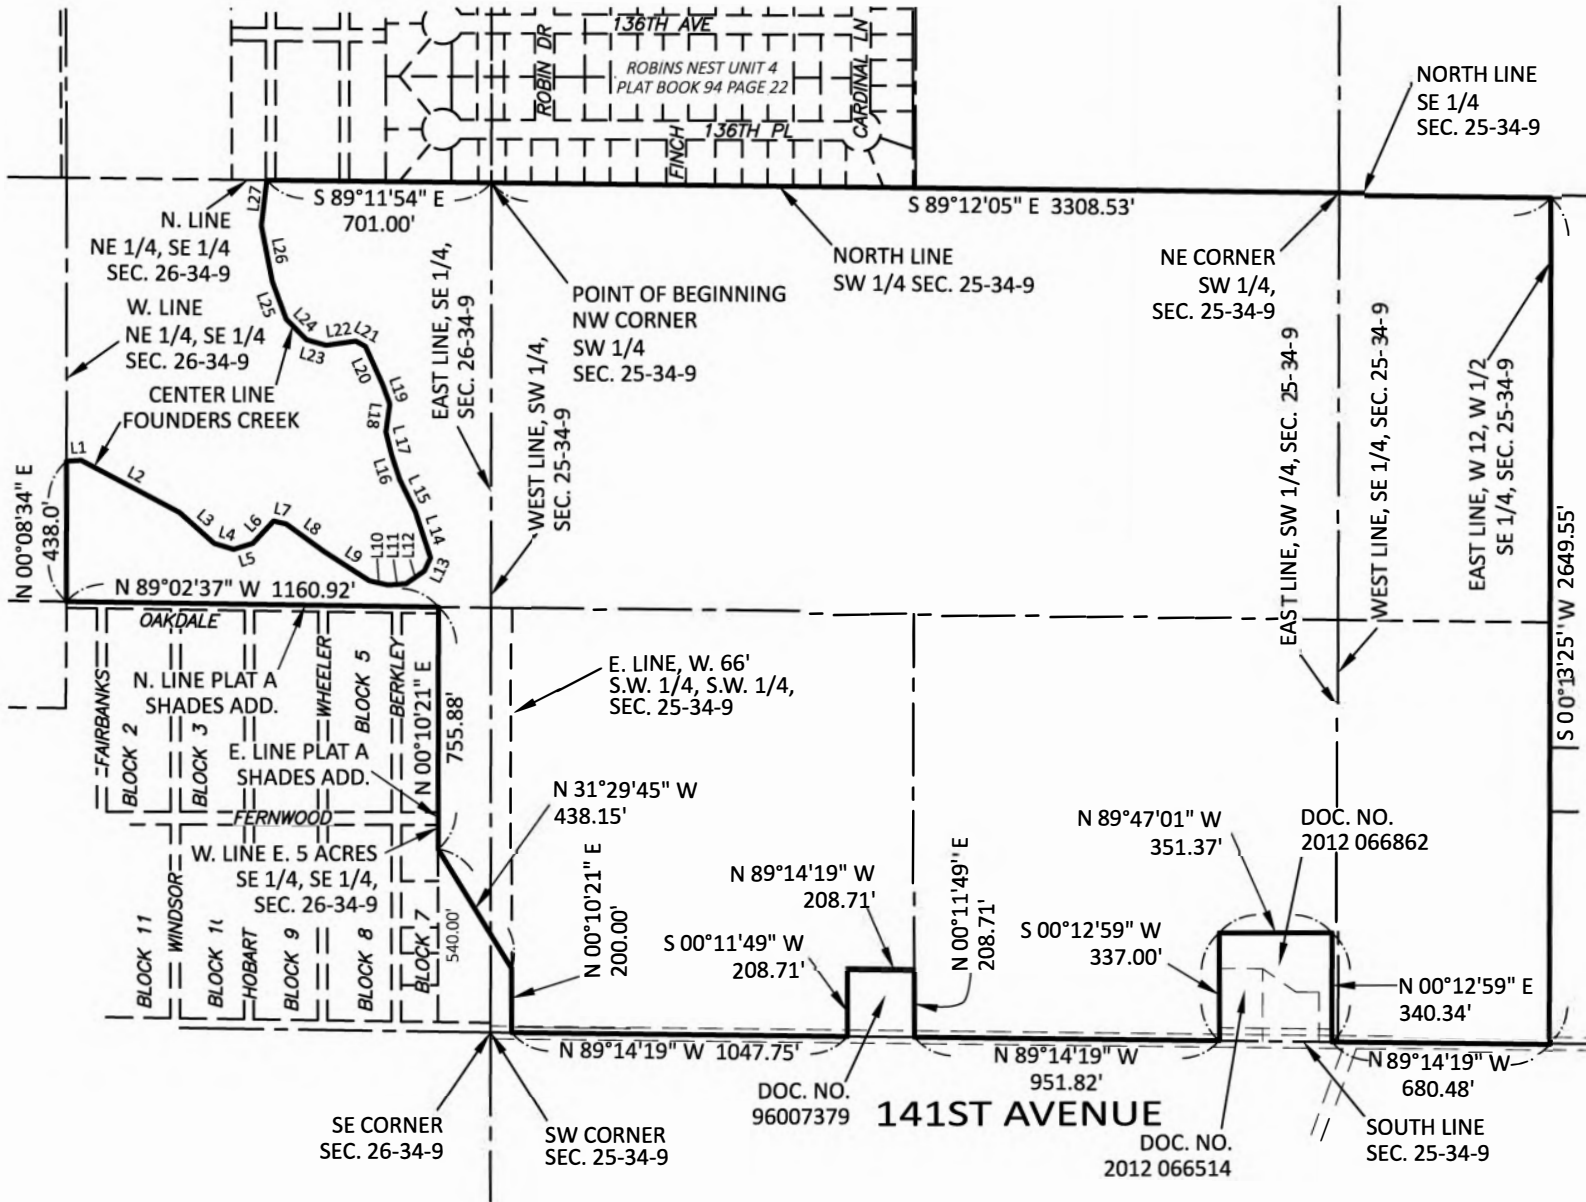 136TH AVE
ROBIN DR
CARDINAL LN
ROBINS NEST UNIT 4
PLAT BOOK 94 PAGE 22
136TH PL
FINCH
NORTH LINE
SE 1/4
SEC. 25-34-9
S 89°11'54" E
701.00'
S 89°12'05" E 3308.53'
N. LINE
NE 1/4, SE 1/4
SEC. 26-34-9
W. LINE
NE 1/4, SE 1/4
SEC. 26-34-9
CENTER LINE
FOUNDERS CREEK
L27
L26
L25
L24
L23
L22
L21
L20
L19
L18
L17
L16
L15
L14
L13
L12
L11
L10
L9
L8
L7
L6
L5
L4
L3
L2
L1
EAST LINE, SE 1/4,
SEC. 26-34-9
WEST LINE, SW 1/4,
SEC. 25-34-9
POINT OF BEGINNING
NW CORNER
SW 1/4
SEC. 25-34-9
NORTH LINE
SW 1/4 SEC. 25-34-9
NE CORNER
SW 1/4,
SEC. 25-34-9
EAST LINE, SW 1/4, SEC. 25-34-9
WEST LINE, SE 1/4, SEC. 25-34-9
EAST LINE, W 12, W 1/2
SE 1/4, SEC. 25-34-9
S 00°13'25" W 2649.55'
N 00°08'34" E
438.0'
N 89°02'37" W 1160.92'
OAKDALE
FAIRBANKS
N. LINE PLAT A
SHADES ADD.
WHEELER
BLOCK 5
BERKLEY
BLOCK 2
BLOCK 3
E. LINE PLAT A
SHADES ADD.
N 00°10'21" E
755.88'
E. LINE, W. 66'
S.W. 1/4, S.W. 1/4,
SEC. 25-34-9
N 31°29'45" W
438.15'
FERNWOOD
W. LINE E. 5 ACRES
SE 1/4, SE 1/4,
SEC. 26-34-9
BLOCK 11
WINDSOR
BLOCK 1
HOBART
BLOCK 9
BLOCK 8
BLOCK 7
540.00'
N 00°10'21" E
200.00'
N 89°14'19" W
208.71'
S 00°11'49" W
208.71'
N 00°11'49" E
208.71'
N 89°47'01" W
351.37'
DOC. NO.
2012 066862
S 00°12'59" W
337.00'
N 00°12'59" E
340.34'
N 89°14'19" W 1047.75'
N 89°14'19" W
951.82'
N 89°14'19" W
680.48'
DOC. NO.
96007379
141ST AVENUE
DOC. NO.
2012 066514
SOUTH LINE
SEC. 25-34-9
SE CORNER
SEC. 26-34-9
SW CORNER
SEC. 25-34-9